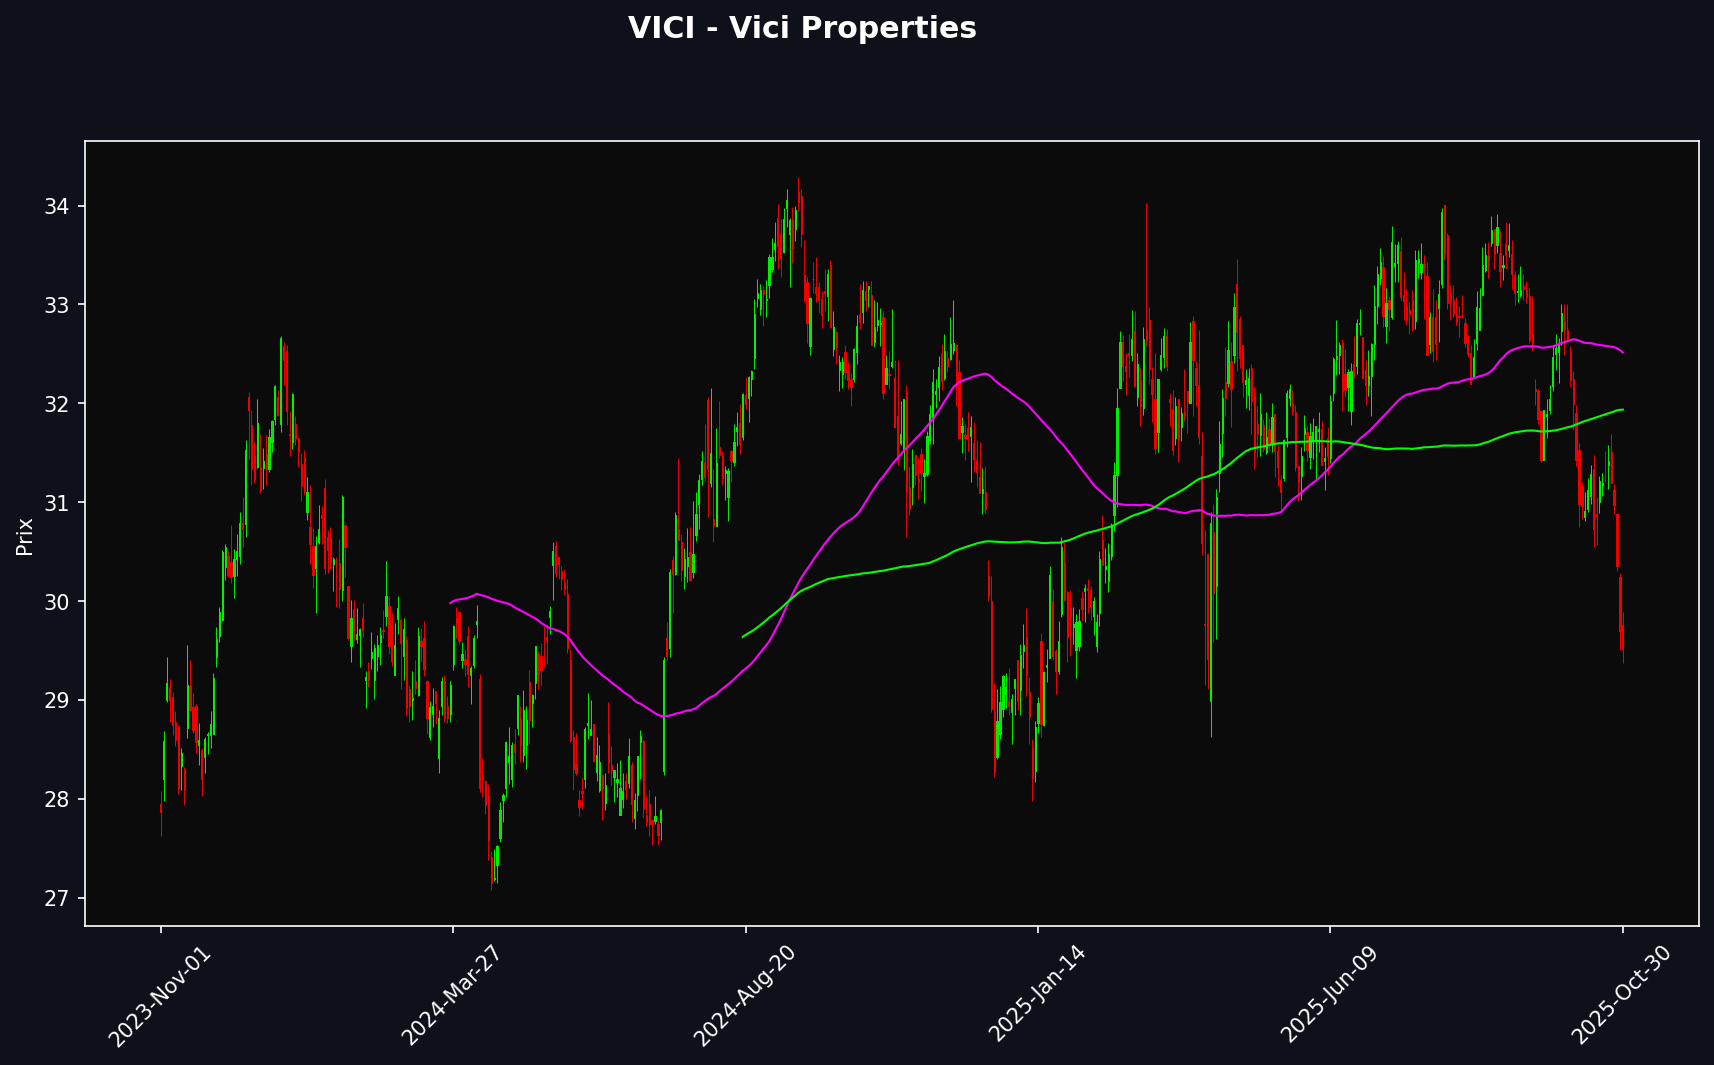 VICI - Vici Properties
Prix
34
33
32
31
30
29
28
27
2023-Nov-01
2024-Mar-27
2024-Aug-20
2025-Jan-14
2025-Jun-09
2025-Oct-30